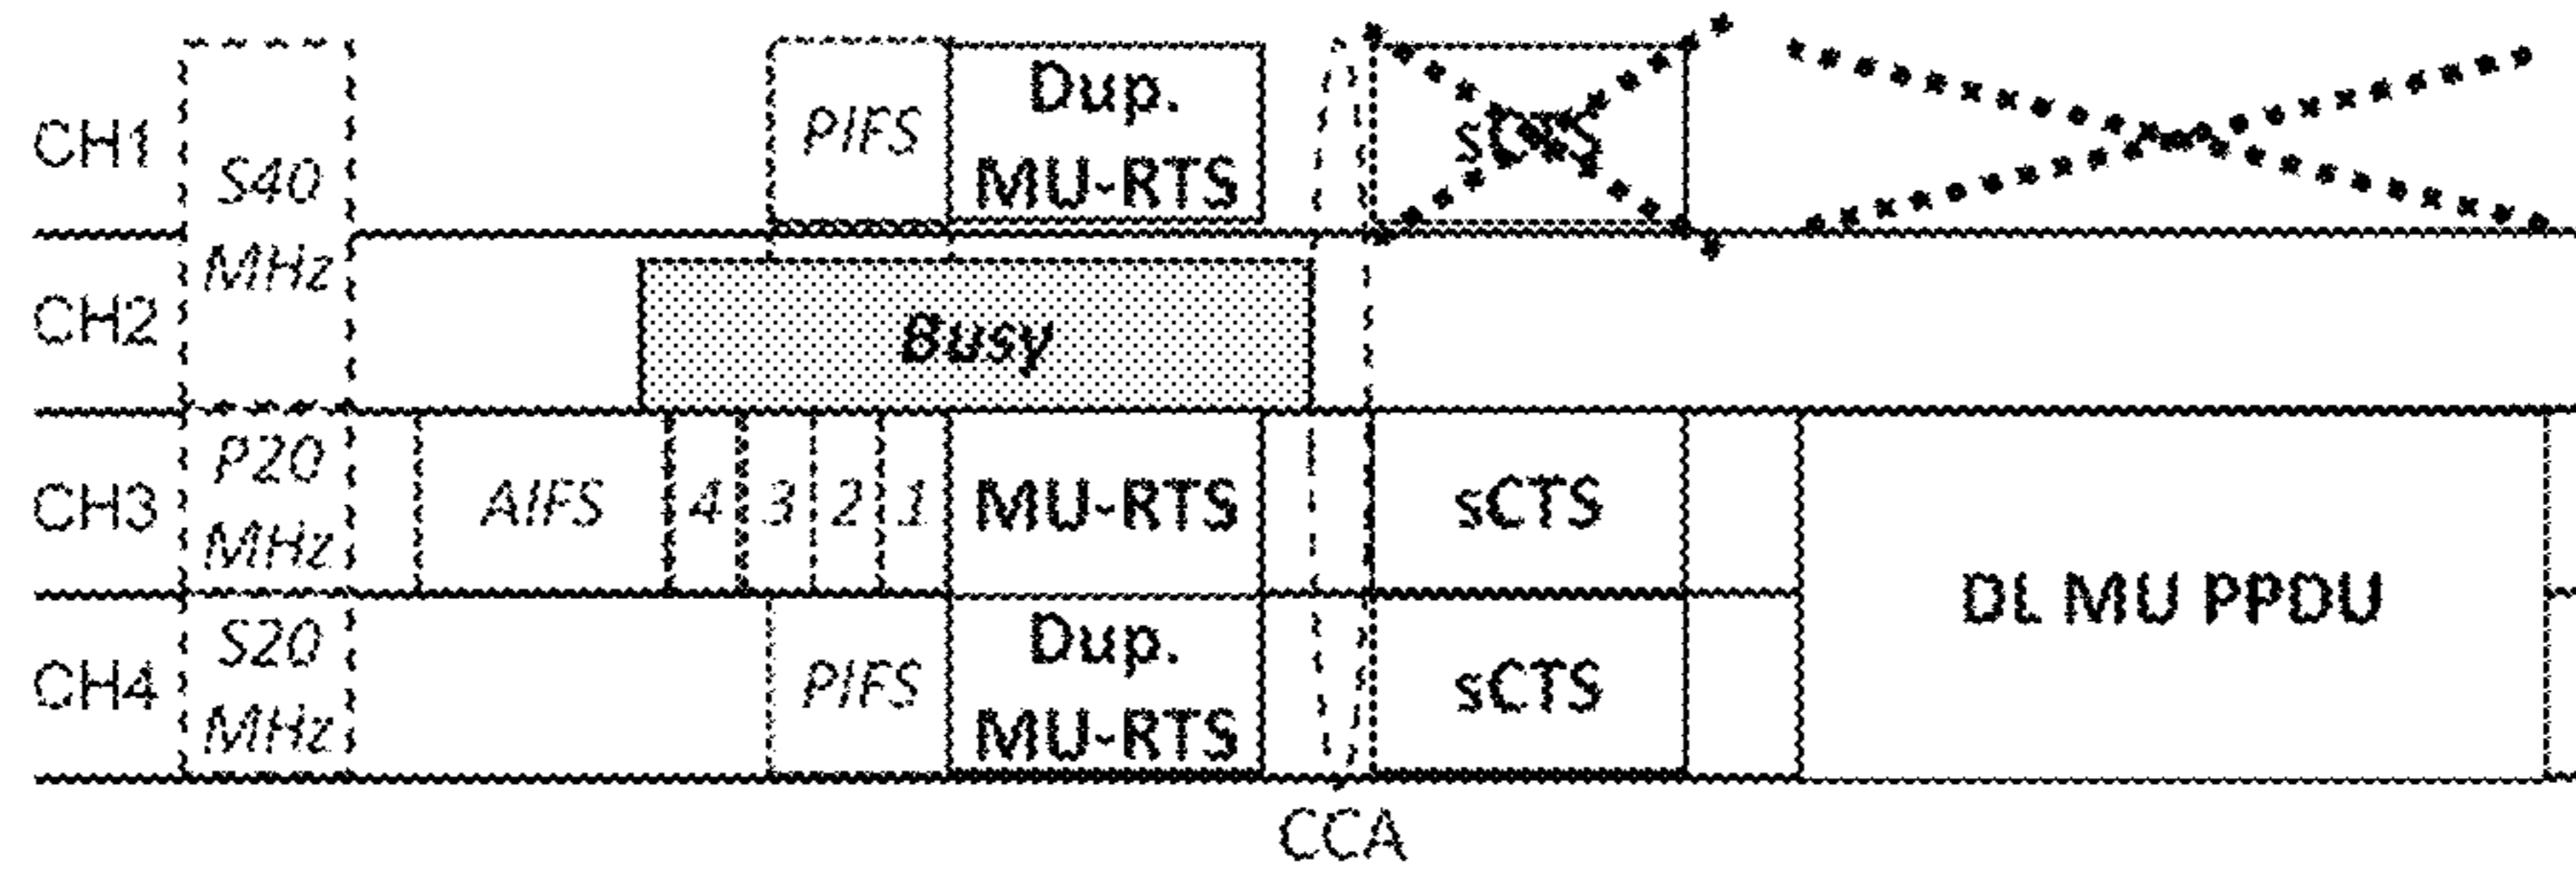 CH1
S40
MHz
PIFS
Dup.
MU-RTS
sCTS
CH2
Busy
CH3
P20
MHz
AIFS
4
3
2
1
MU-RTS
sCTS
DL MU PPDU
CH4
S20
MHz
PIFS
Dup.
MU-RTS
sCTS
CCA